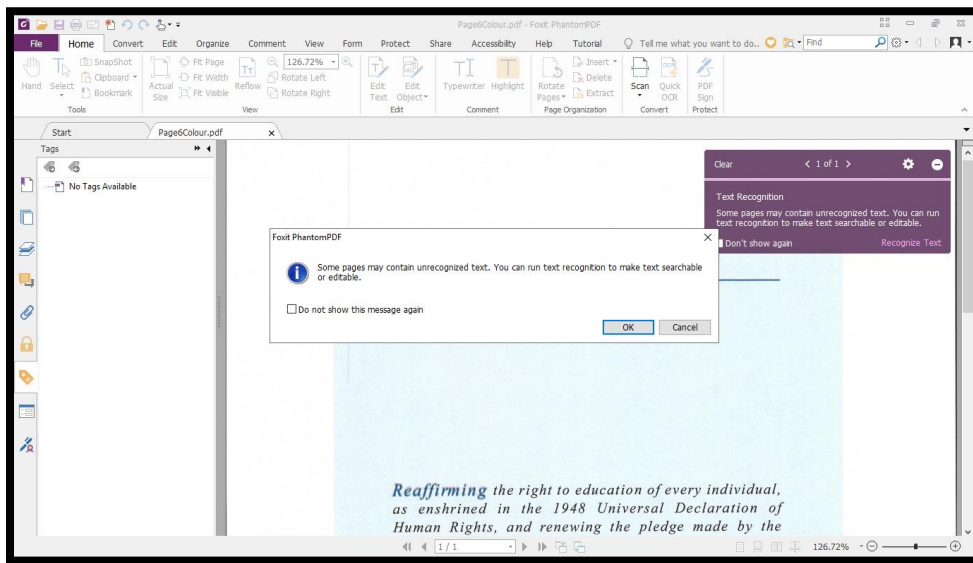 Page6Colour.pdf - Foxit PhantomPDF
File Home Convert Edit Organize Comment View Form Protect Share Accessibility Help Tutorial Tell me what you want to do.. Find
Hand
Select
SnapShot
Clipboard
Bookmark
Tools
Actual Size
Fit Page
Fit Width
Fit Visible
Reflow
126.72%
Rotate Left
Rotate Right
View
Edit Text
Edit Object
Edit
Typewriter
Highlight
Comment
Rotate Pages
Insert
Delete
Extract
Page Organization
Scan
Quick OCR
Convert
PDF Sign
Protect
Start
Page6Colour.pdf x
Tags
No Tags Available
Clear < 1 of 1 >
Text Recognition
Some pages may contain unrecognized text. You can run
text recognition to make text searchable or editable.
Don't show again Recognize Text
Foxit PhantomPDF
Some pages may contain unrecognized text. You can run text recognition to make text searchable
or editable.
Do not show this message again
OK Cancel
Reaffirming the right to education of every individual,
as enshrined in the 1948 Universal Declaration of
Human Rights, and renewing the pledge made by the
1 / 1
126.72%